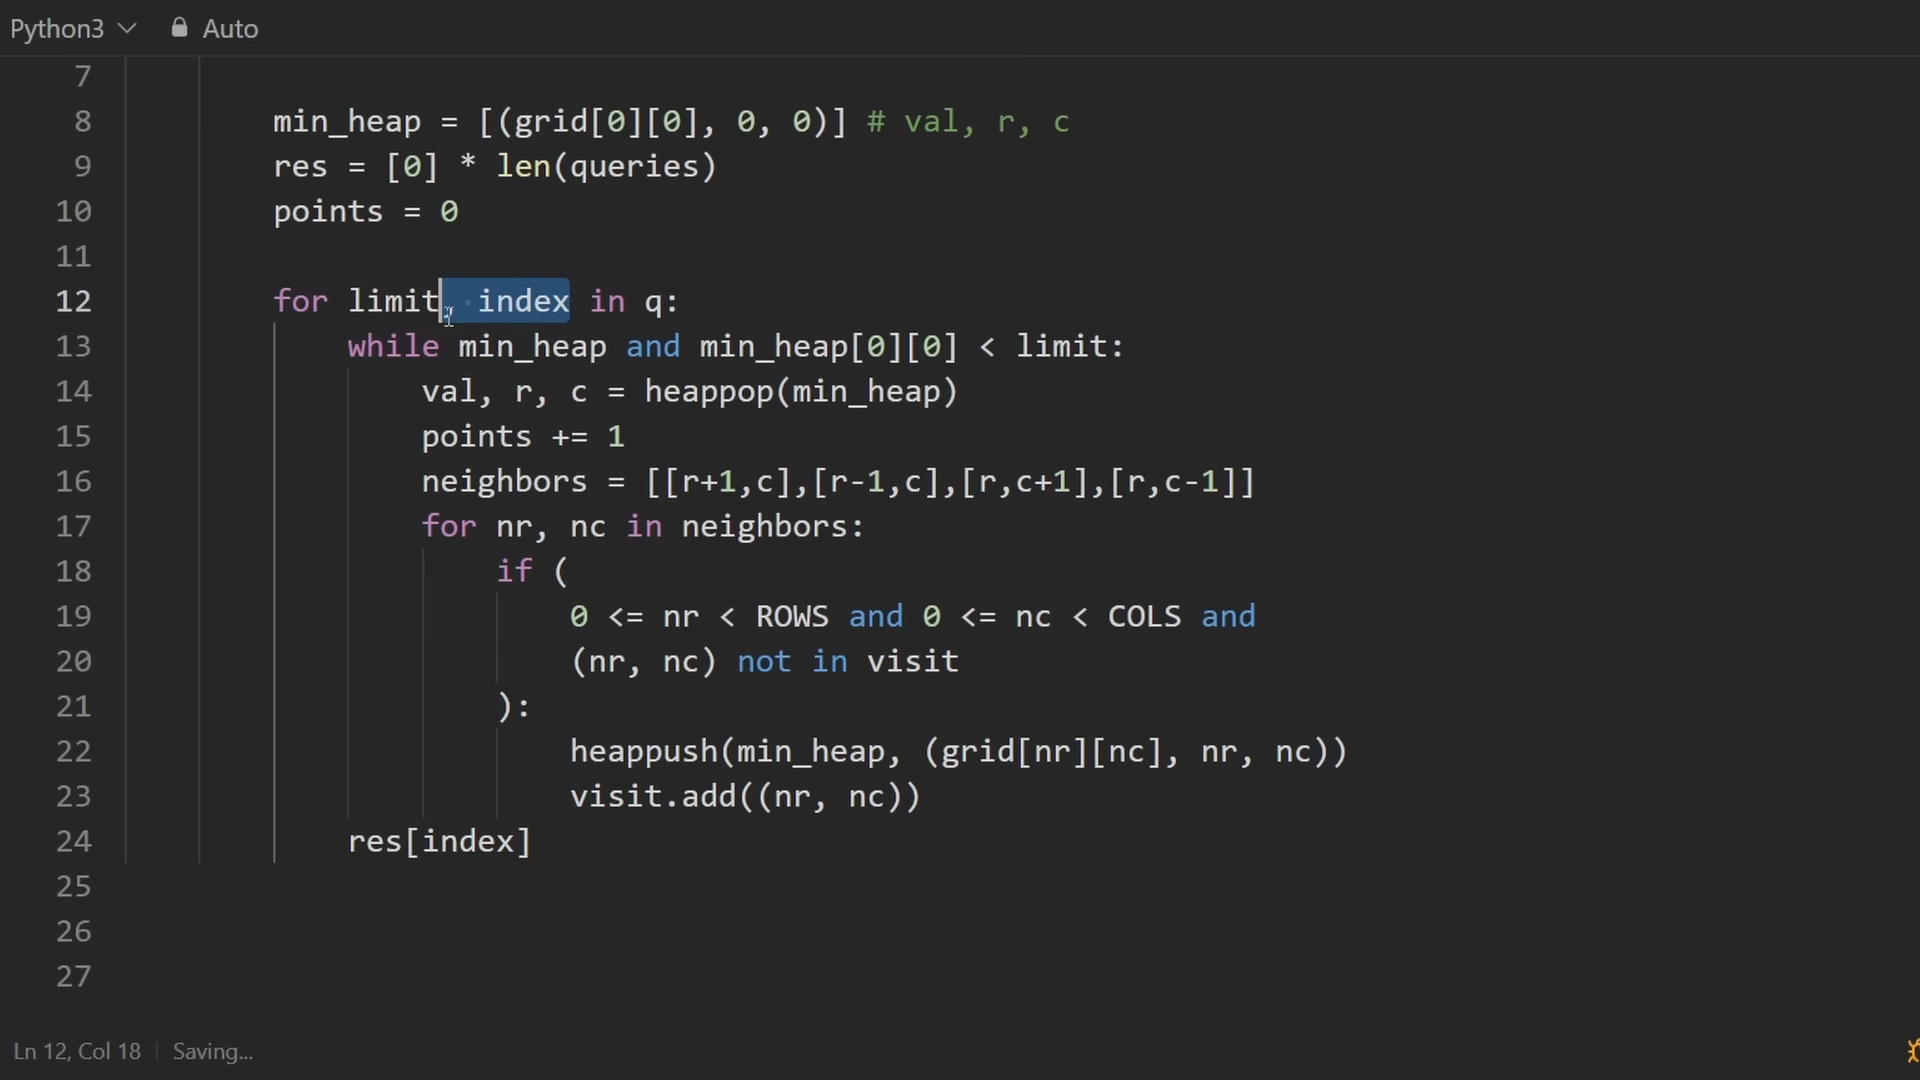 Python3 Auto
7
8 min_heap = [(grid[0][0], 0, 0)] # val, r, c
9 res = [0] * len(queries)
10 points = 0
11
12 for limit, index in q:
13 while min_heap and min_heap[0][0] < limit:
14 val, r, c = heappop(min_heap)
15 points += 1
16 neighbors = [[r+1,c],[r-1,c],[r,c+1],[r,c-1]]
17 for nr, nc in neighbors:
18 if (
19 0 <= nr < ROWS and 0 <= nc < COLS and
20 (nr, nc) not in visit
21 ):
22 heappush(min_heap, (grid[nr][nc], nr, nc))
23 visit.add((nr, nc))
24 res[index]
25
26
27
Ln 12, Col 18 Saving...